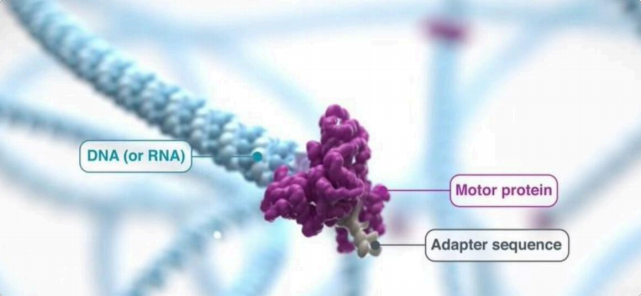 DNA (or RNA)
Motor protein
Adapter sequence